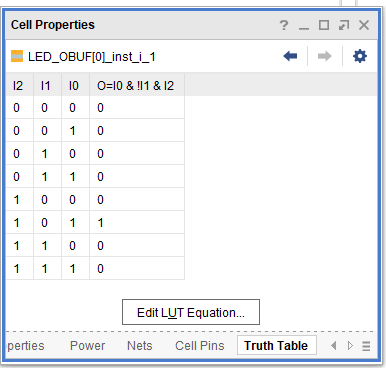 Cell Properties
LED_OBUF[0]_inst_i_1
I2 I1 I0 O=I0 & !I1 & I2
0 0 0 0
0 0 1 0
0 1 0 0
0 1 1 0
1 0 0 0
1 0 1 1
1 1 0 0
1 1 1 0
Edit LUT Equation...
perties Power Nets Cell Pins Truth Table